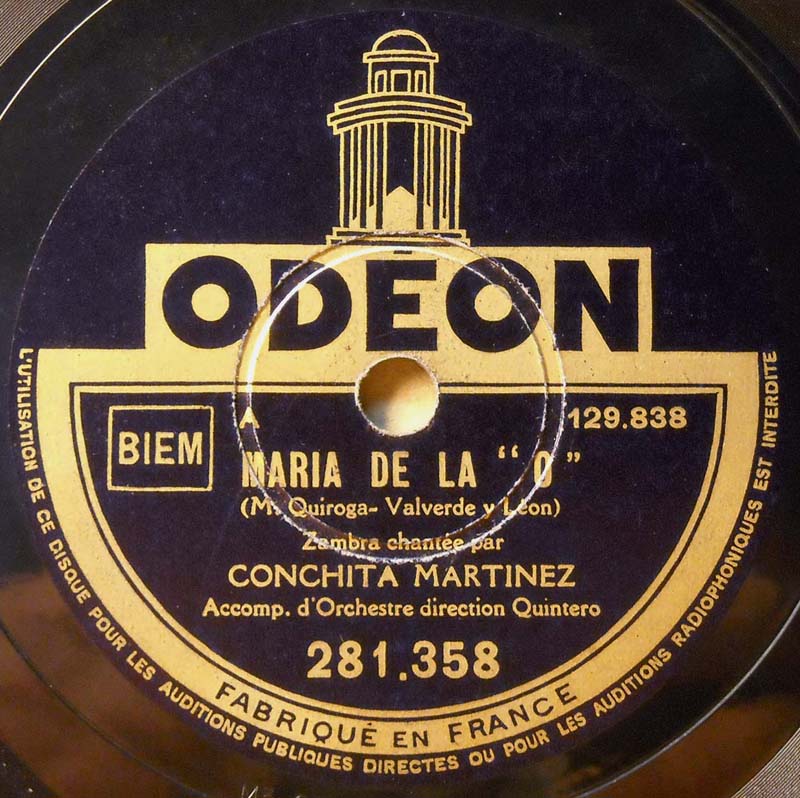 ODÉON
BIEM
A
129.838
MARIA DE LA “O”
(M. Quiroga- Valverde y Léon)
Zambra chantée par
CONCHITA MARTINEZ
Accomp. d'Orchestre direction Quintero
281.358
FABRIQUÉ EN FRANCE
L'UTILISATION DE CE DISQUE POUR LES AUDITIONS PUBLIQUES DIRECTES OU POUR LES AUDITIONS RADIOPHONIQUES EST INTERDITE